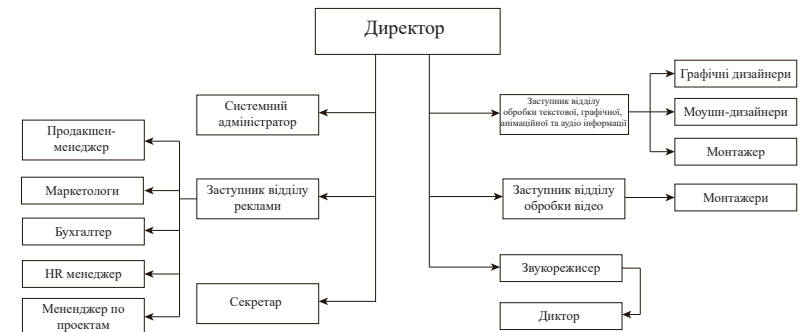 Директор
Системний
адміністратор
Заступник відділу
обробки текстової, графічної,
анімаційної та аудіо інформації
Графічні дизайнери
Моушн-дизайнери
Монтажер
Продакшен-
менеджер
Маркетологи
Бухгалтер
HR менеджер
Мененджер по
проектам
Заступник відділу
реклами
Заступник відділу
обробки відео
Монтажери
Секретар
Звукорежисер
Диктор